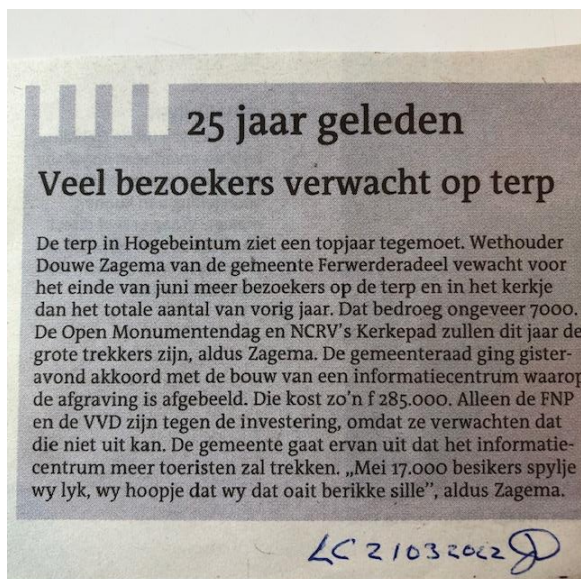 25 jaar geleden
Veel bezoekers verwacht op terp
De terp in Hogebeintum ziet een topjaar tegemoet. Wethouder
Douwe Zagema van de gemeente Ferwerderadeel vewacht voor
het einde van juni meer bezoekers op de terp en in het kerkje
dan het totale aantal van vorig jaar. Dat bedroeg ongeveer 7000.
De Open Monumentendag en NCRV's Kerkepad zullen dit jaar de
grote trekkers zijn, aldus Zagema. De gemeenteraad ging gister-
avond akkoord met de bouw van een informatiecentrum waarop
de afgraving is afgebeeld. Die kost zo'n f 285.000. Alleen de FNP
en de VVD zijn tegen de investering, omdat ze verwachten dat
die niet uit kan. De gemeente gaat ervan uit dat het informatie-
centrum meer toeristen zal trekken. „Mei 17.000 besikers spylje
wy lyk, wy hoopje dat wy dat oait berikke sille”, aldus Zagema.
LC 21032022